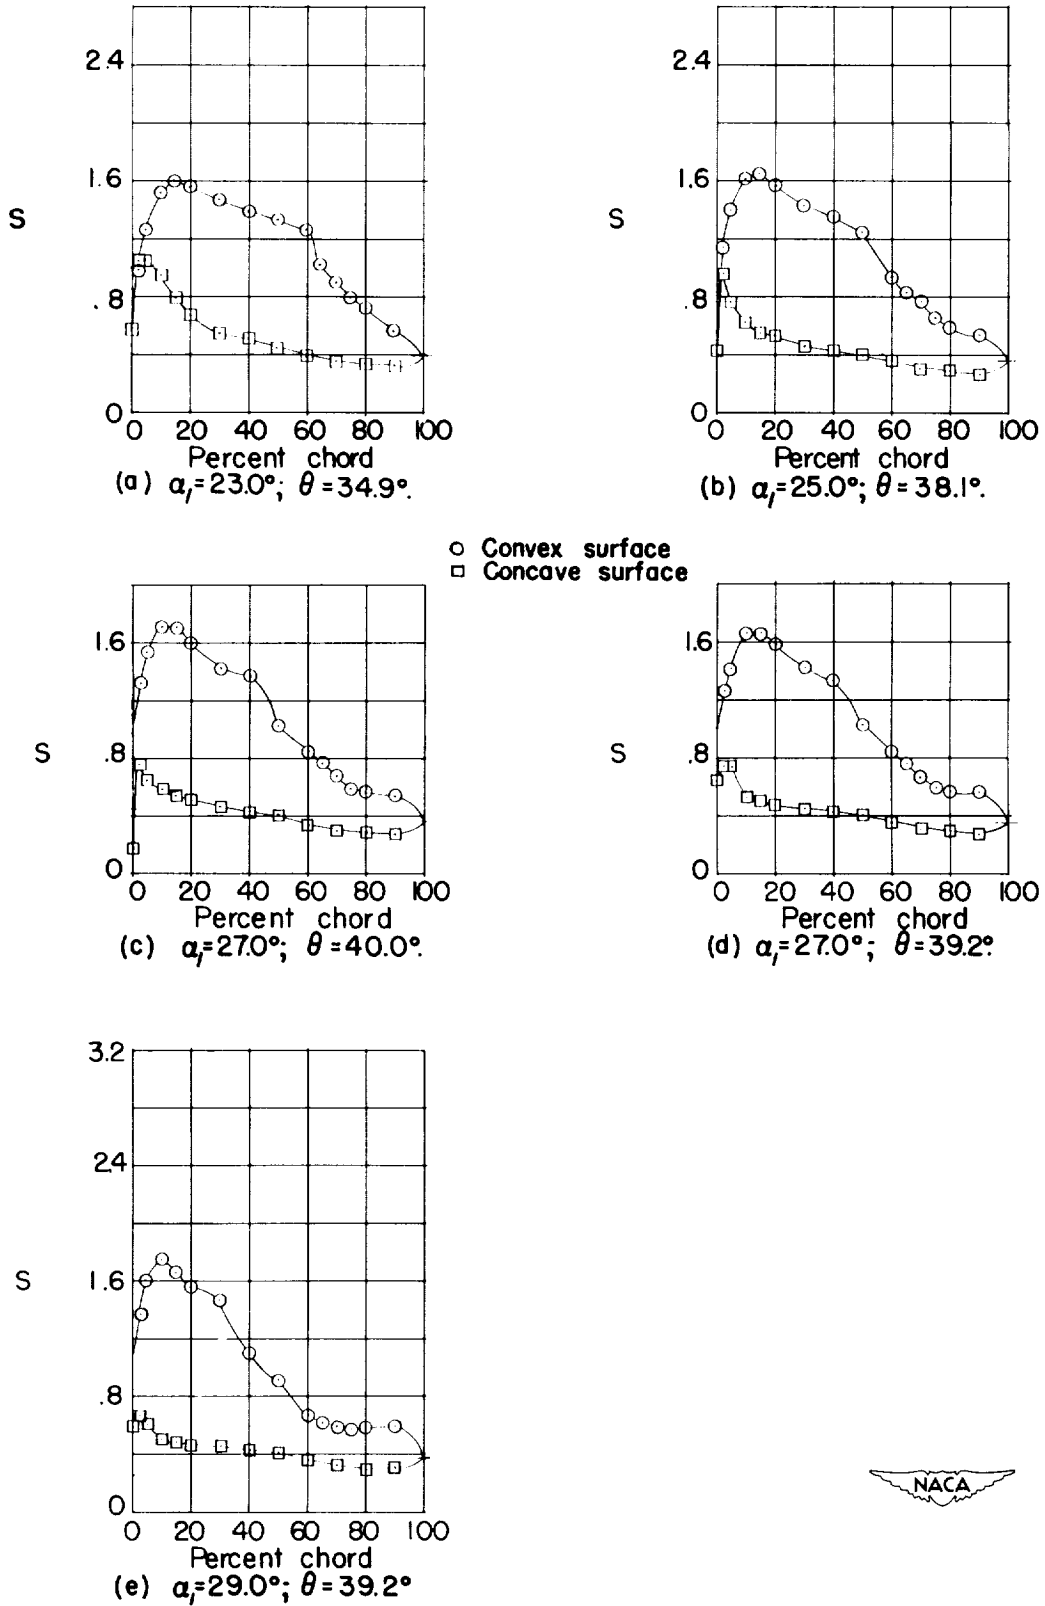 2.4
1.6
S
.8
0
0 20 40 60 80 100
Percent chord
(a) α₁=23.0°; θ=34.9°.
2.4
1.6
S
.8
0
0 20 40 60 80 100
Percent chord
(b) α₁=25.0°; θ=38.1°.
○ Convex surface
□ Concave surface
1.6
S
.8
0
0 20 40 60 80 100
Percent chord
(c) α₁=27.0°; θ=40.0°.
1.6
S
.8
0
0 20 40 60 80 100
Percent chord
(d) α₁=27.0°; θ=39.2°.
3.2
2.4
S
1.6
.8
0
0 20 40 60 80 100
Percent chord
(e) α₁=29.0°; θ=39.2°
NACA